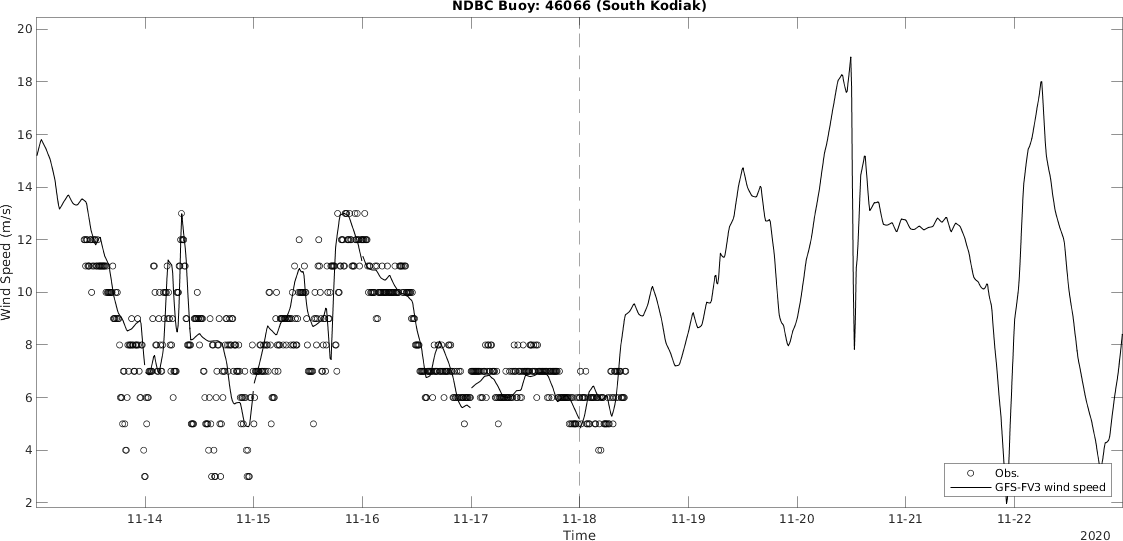 NDBC Buoy: 46066 (South Kodiak)
20
18
16
14
12
10
8
6
4
2
Wind Speed (m/s)
Obs.
GFS-FV3 wind speed
11-14 11-15 11-16 11-17 11-18 11-19 11-20 11-21 11-22
Time
2020